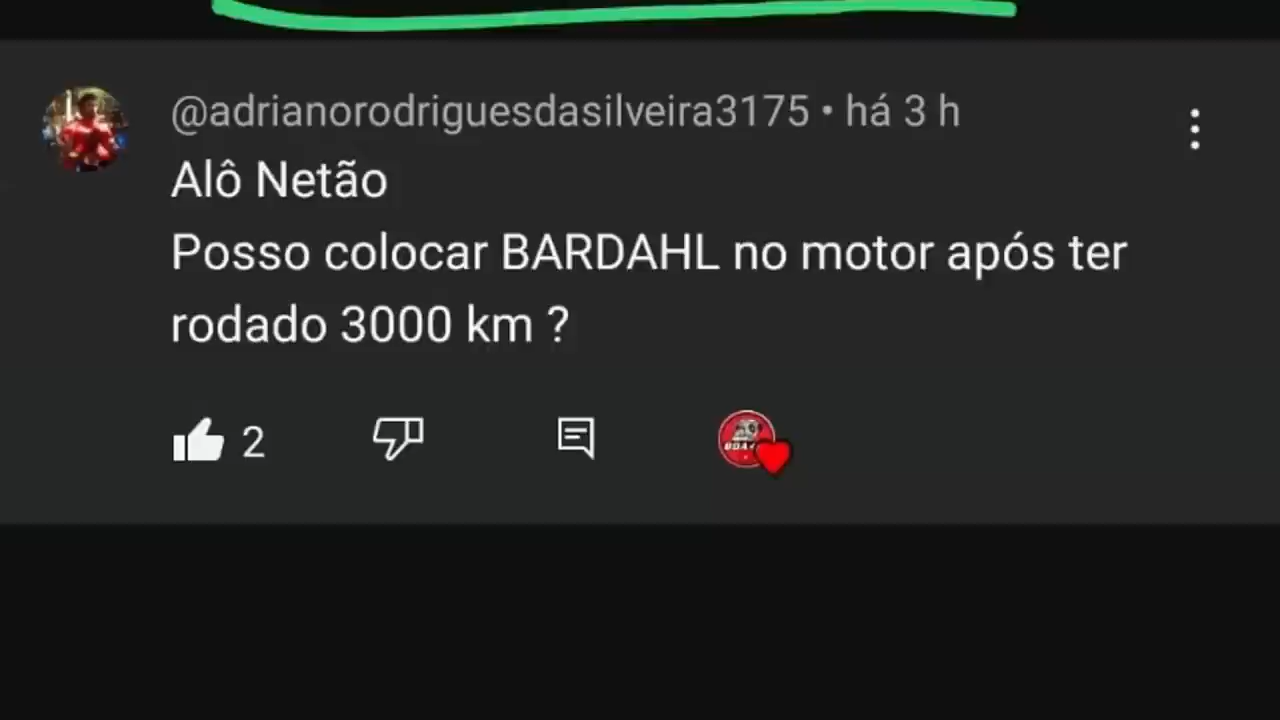 @adrianorodriguesdasilveira3175 • há 3 h
Alô Netão
Posso colocar BARDAHL no motor após ter
rodado 3000 km ?
2